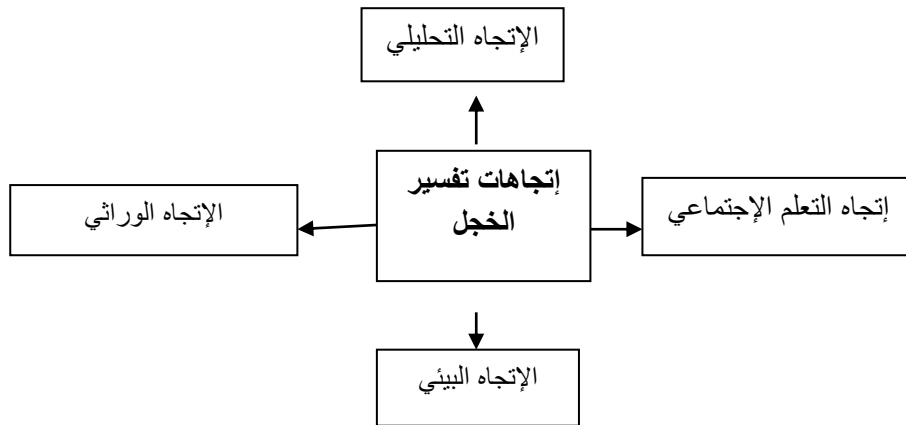 الإتجاه التحليلي
إتجاهات تفسير
الخجل
إتجاه التعلم الإجتماعي
الإتجاه الوراثي
الإتجاه البيئي